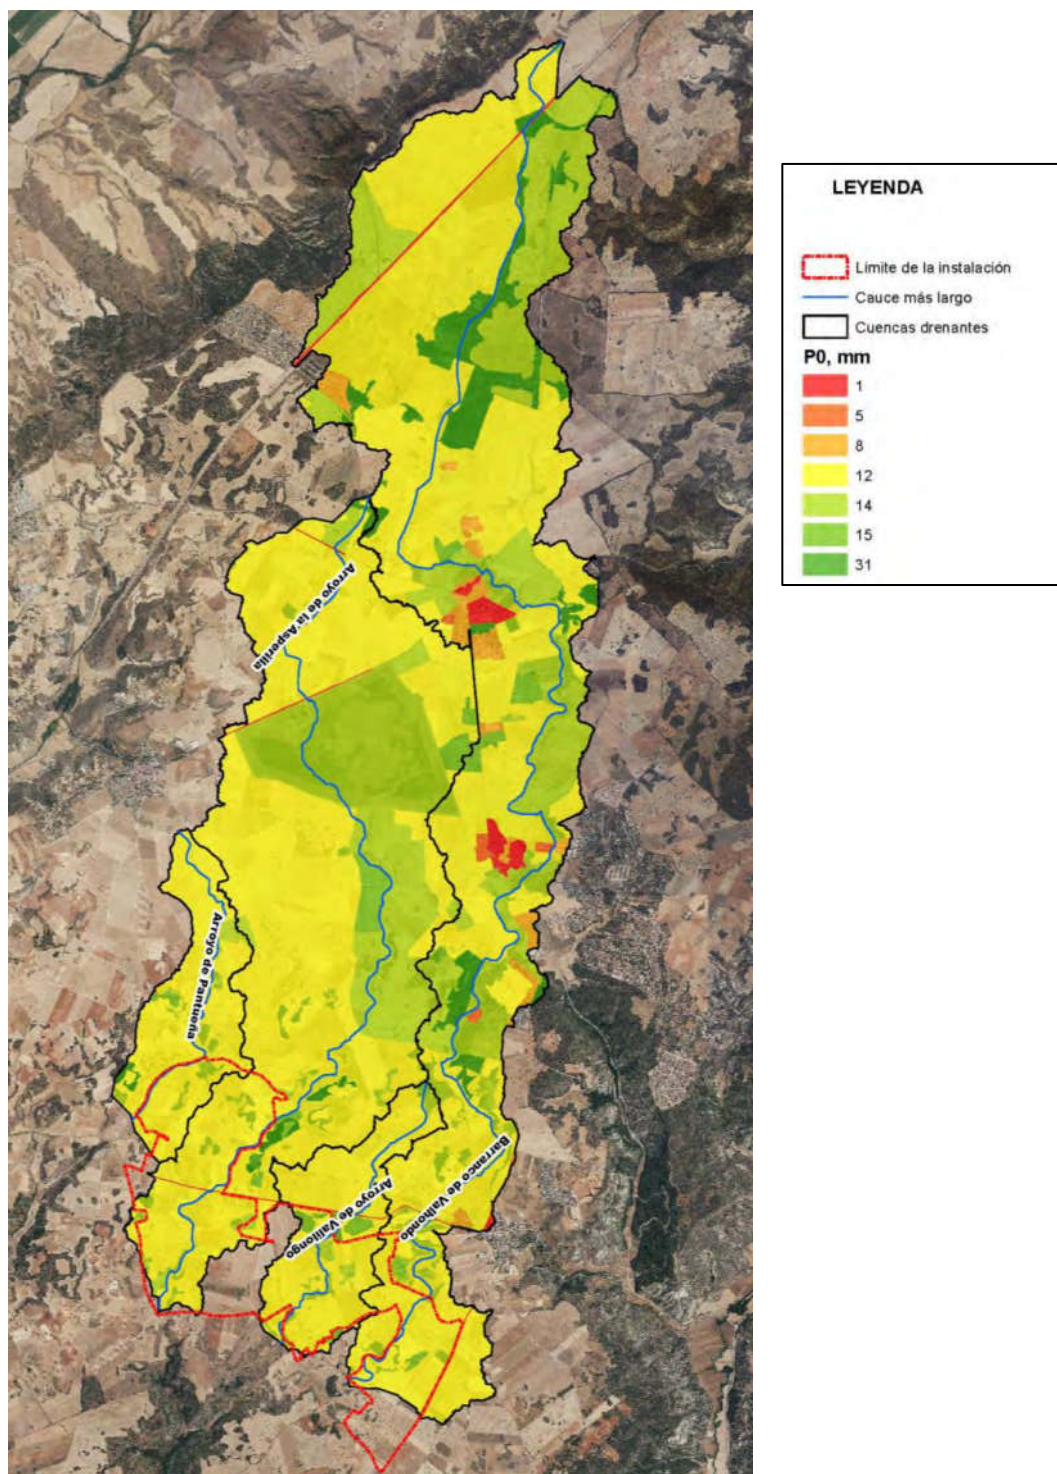 LEYENDA
Límite de la instalación
Cauce más largo
Cuencas drenantes
P0, mm
1
5
8
12
14
15
31
Arroyo de la Asperilla
Arroyo de Pantueña
Arroyo de Vallongo
Barranco de Valhondo